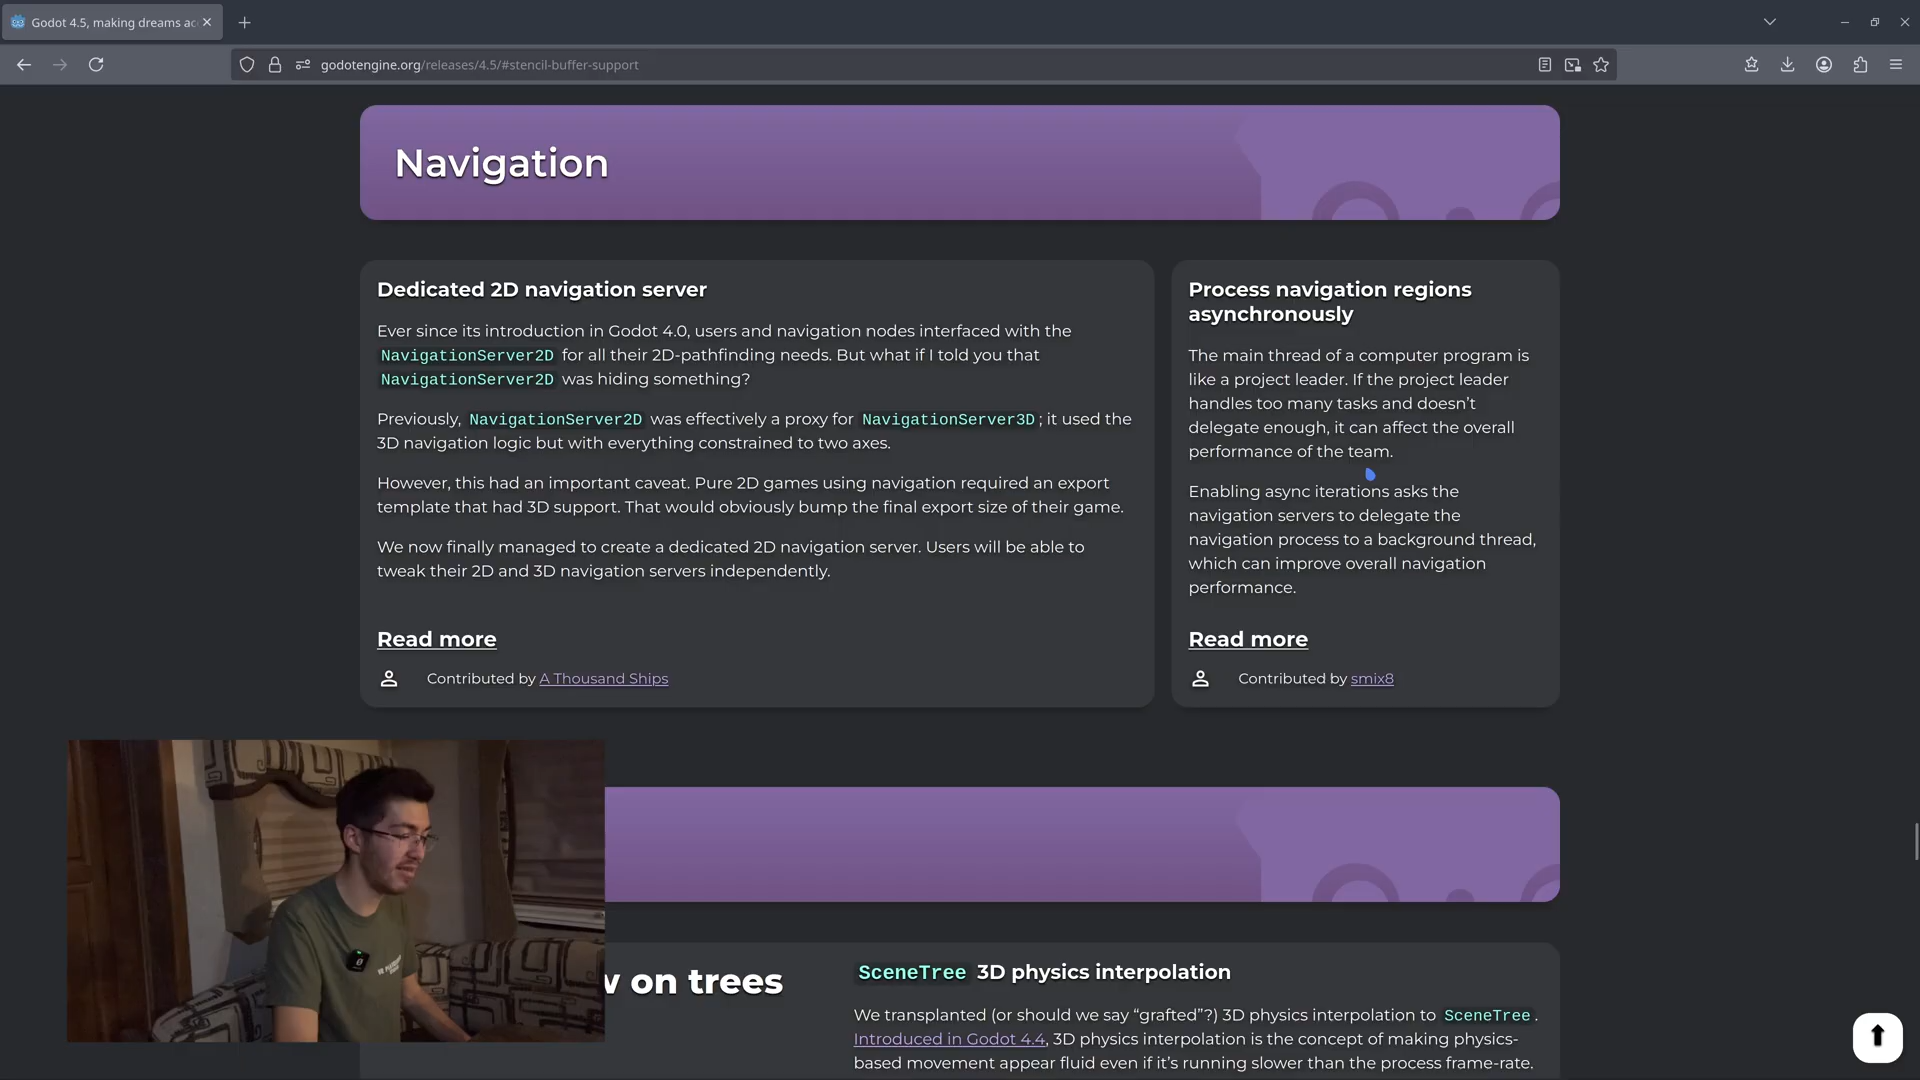 Godot 4.5, making dreams ac
godotengine.org/releases/4.5/#stencil-buffer-support
Navigation
Dedicated 2D navigation server
Ever since its introduction in Godot 4.0, users and navigation nodes interfaced with the
NavigationServer2D for all their 2D-pathfinding needs. But what if I told you that
NavigationServer2D was hiding something?
Previously, NavigationServer2D was effectively a proxy for NavigationServer3D; it used the
3D navigation logic but with everything constrained to two axes.
However, this had an important caveat. Pure 2D games using navigation required an export
template that had 3D support. That would obviously bump the final export size of their game.
We now finally managed to create a dedicated 2D navigation server. Users will be able to
tweak their 2D and 3D navigation servers independently.
Read more
Contributed by A Thousand Ships
Process navigation regions
asynchronously
The main thread of a computer program is
like a project leader. If the project leader
handles too many tasks and doesn’t
delegate enough, it can affect the overall
performance of the team.
Enabling async iterations asks the
navigation servers to delegate the
navigation process to a background thread,
which can improve overall navigation
performance.
Read more
Contributed by smix8
on trees
SceneTree 3D physics interpolation
We transplanted (or should we say “grafted”?) 3D physics interpolation to SceneTree.
Introduced in Godot 4.4, 3D physics interpolation is the concept of making physics-
based movement appear fluid even if it’s running slower than the process frame-rate.